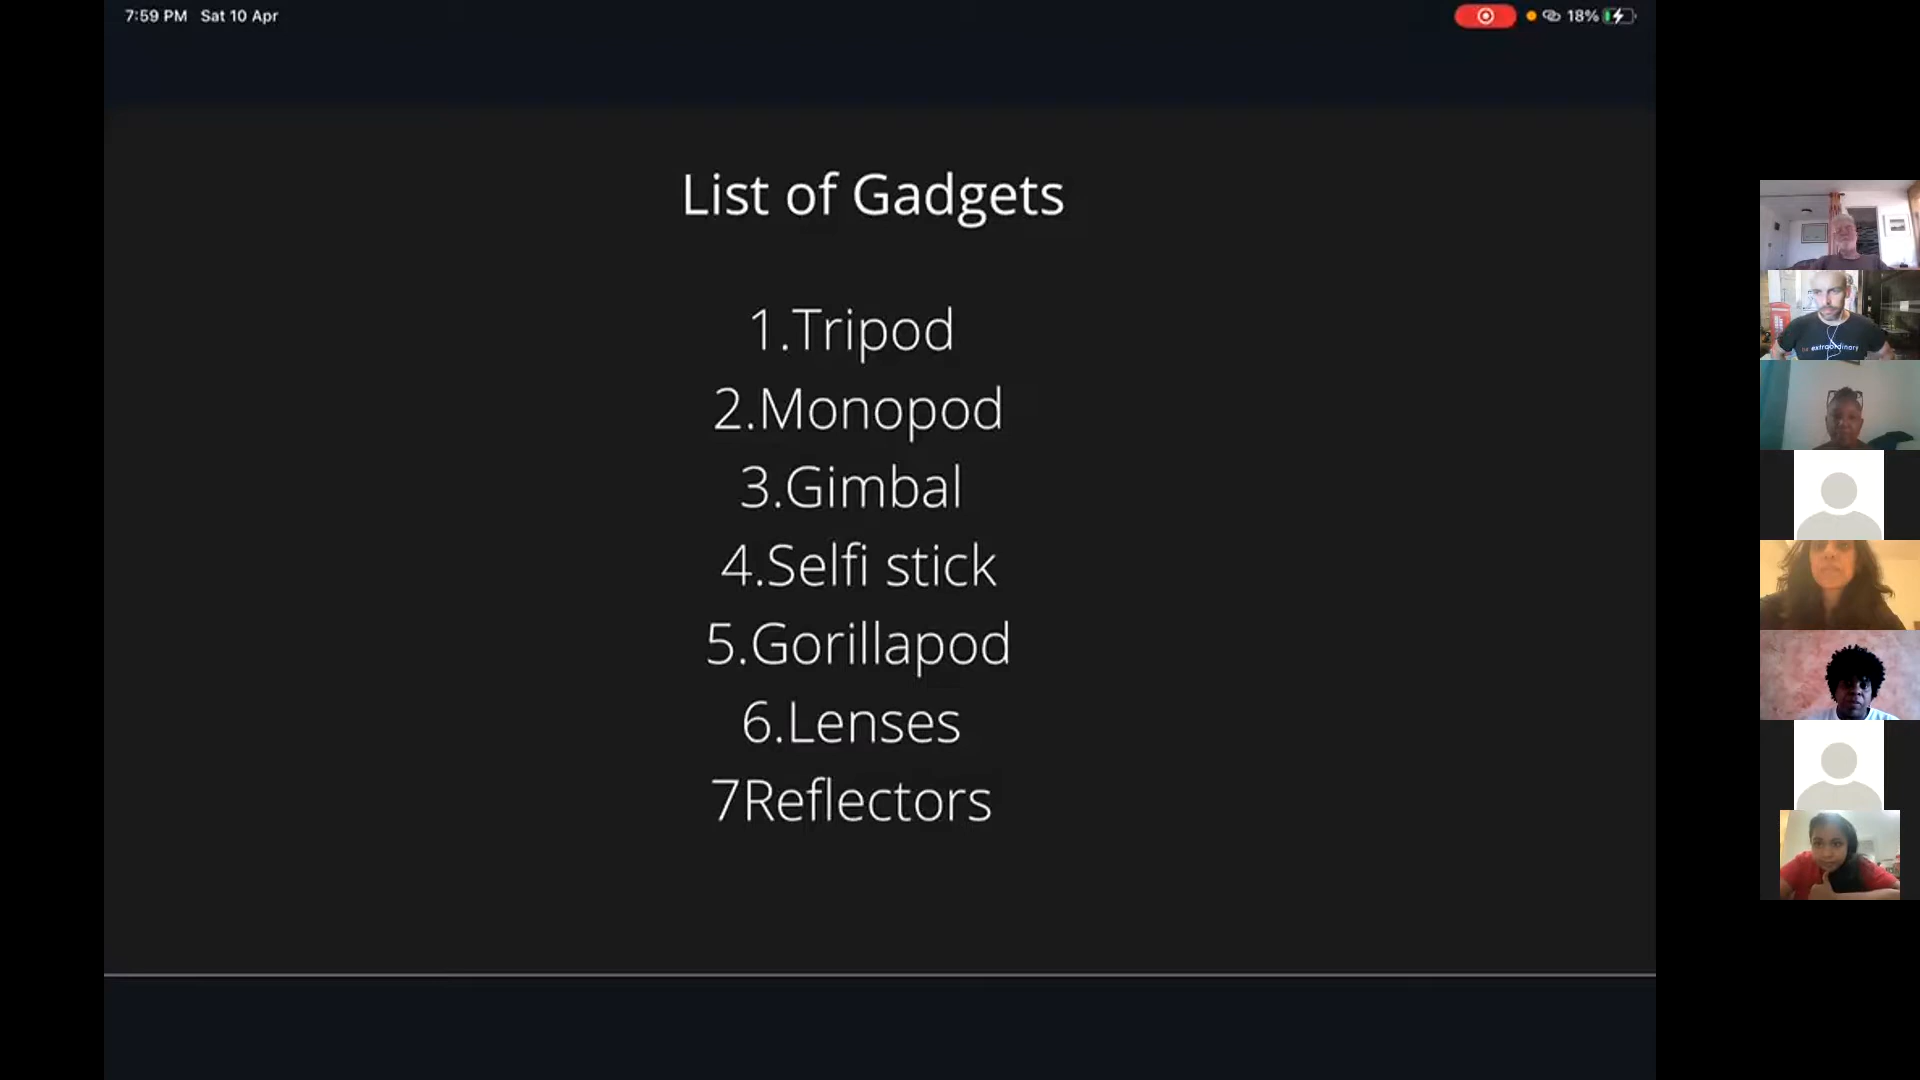 7:59 PM Sat 10 Apr
18%
List of Gadgets
1.Tripod
2.Monopod
3.Gimbal
4.Selfi stick
5.Gorillapod
6.Lenses
7Reflectors
extraordinary